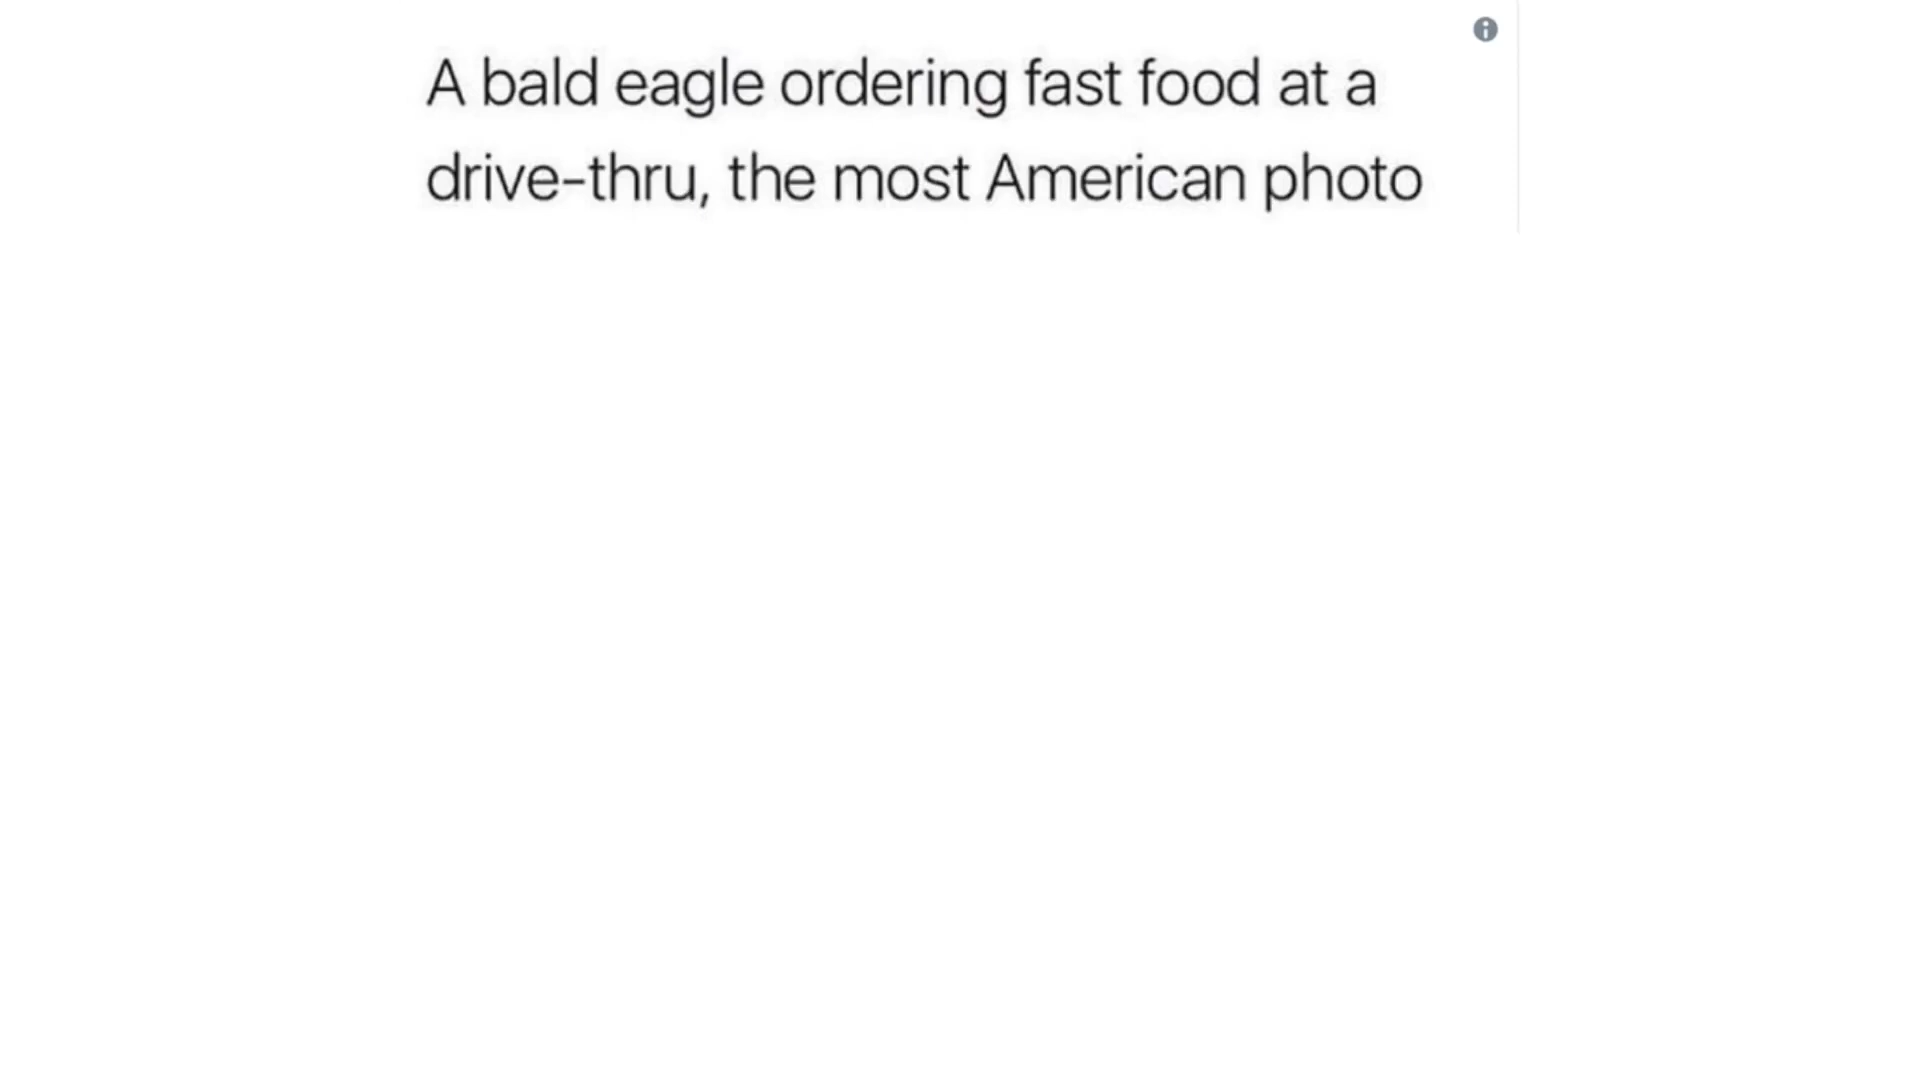 A bald eagle ordering fast food at a
drive-thru, the most American photo